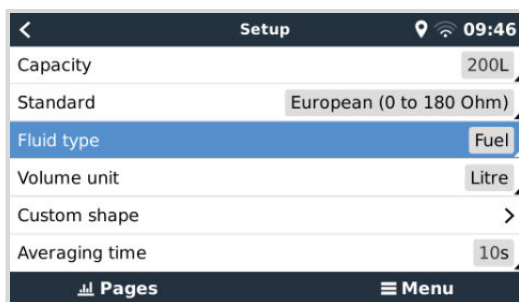 Setup 09:46
Capacity 200L
Standard European (0 to 180 Ohm)
Fluid type Fuel
Volume unit Litre
Custom shape
Averaging time 10s
Pages Menu